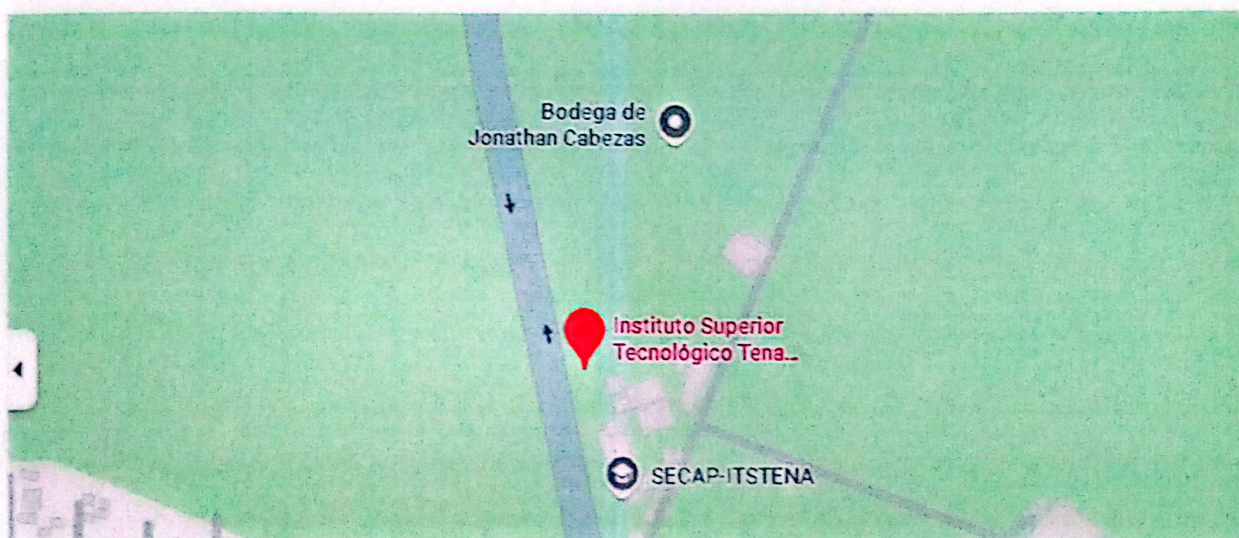 Bodega de
Jonathan Cabezas
Instituto Superior
Tecnológico Tena...
SECAP-ITSTENA